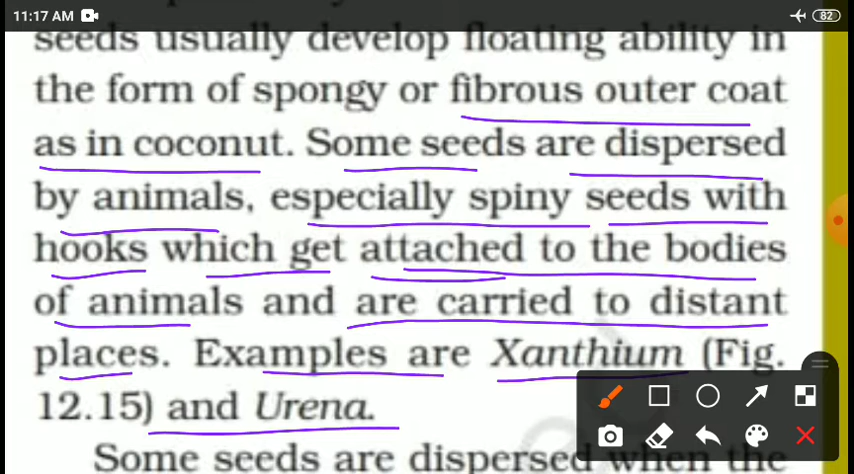 11:17 AM
82
seeds usually develop floating ability in
the form of spongy or fibrous outer coat
as in coconut. Some seeds are dispersed
by animals, especially spiny seeds with
hooks which get attached to the bodies
of animals and are carried to distant
places. Examples are Xanthium (Fig.
12.15) and Urena.
Some seeds are dispersed when the